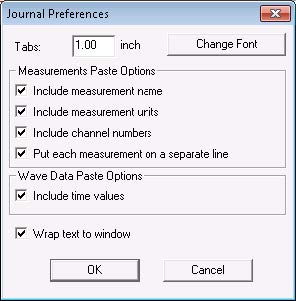 Journal Preferences
Tabs: 1.00 inch Change Font
Measurements Paste Options
Include measurement name
Include measurement units
Include channel numbers
Put each measurement on a separate line
Wave Data Paste Options
Include time values
Wrap text to window
OK Cancel